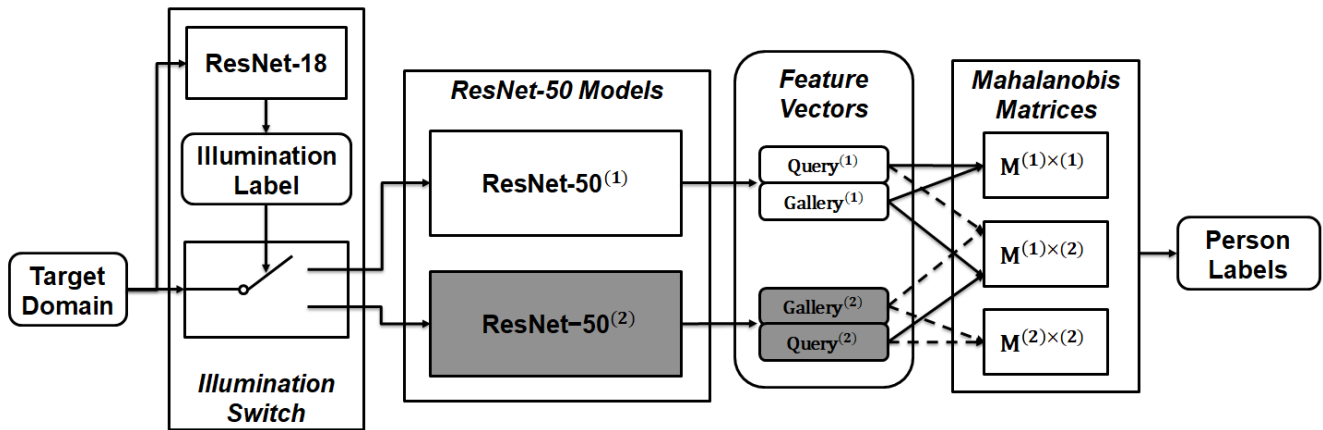 Target
Domain
ResNet-18
Illumination
Label
Illumination
Switch
ResNet-50 Models
ResNet-50⁽¹⁾
ResNet−50⁽²⁾
Feature
Vectors
Query⁽¹⁾
Gallery⁽¹⁾
Gallery⁽²⁾
Query⁽²⁾
Mahalanobis
Matrices
M⁽¹⁾ˣ⁽¹⁾
M⁽¹⁾ˣ⁽²⁾
M⁽²⁾ˣ⁽²⁾
Person
Labels